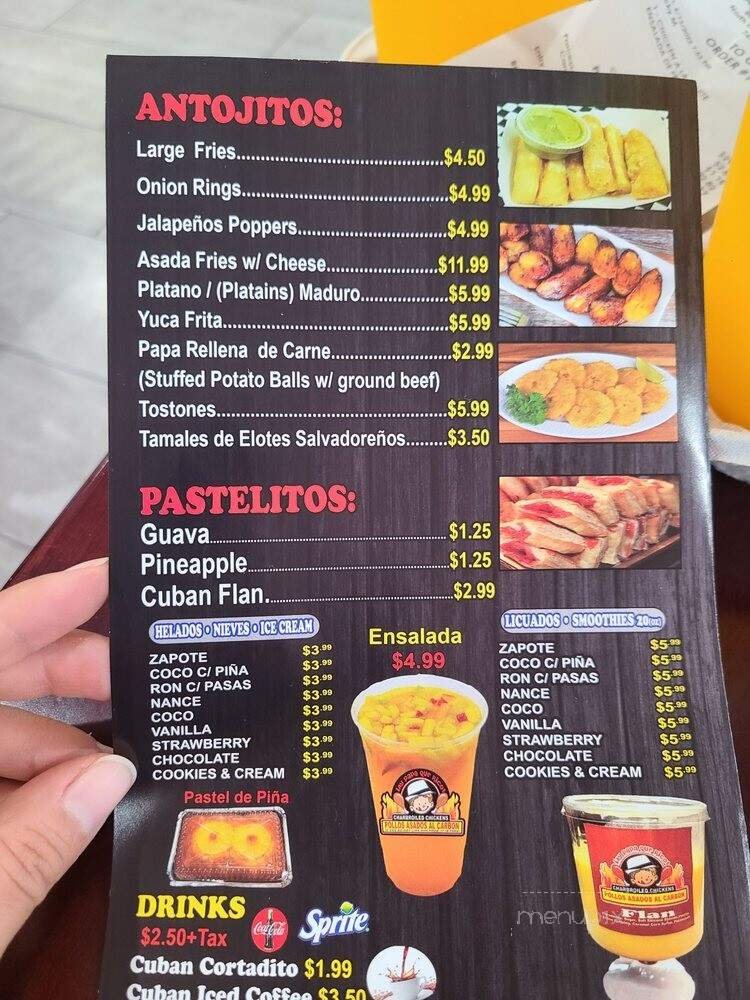 ANTOJITOS:
Large Fries......$4.50
Onion Rings......$4.99
Jalapeños Poppers......$4.99
Asada Fries w/ Cheese......$11.99
Platano / (Platains) Maduro......$5.99
Yuca Frita......$5.99
Papa Rellena de Carne......$2.99
(Stuffed Potato Balls w/ ground beef)
Tostones......$5.99
Tamales de Elotes Salvadoreños......$3.50
PASTELITOS:
Guava......$1.25
Pineapple......$1.25
Cuban Flan.......$2.99
HELADOS • NIEVES • ICE CREAM
ZAPOTE $3.99
COCO C/ PIÑA $3.99
RON C/ PASAS $3.99
NANCE $3.99
COCO $3.99
VANILLA $3.99
STRAWBERRY $3.99
CHOCOLATE $3.99
COOKIES & CREAM $3.99
Ensalada
$4.99
CHARBROILED CHICKENS
POLLOS ASADOS AL CARBON
LICUADOS • SMOOTHIES 20(oz)
ZAPOTE $5.99
COCO C/ PIÑA $5.99
RON C/ PASAS $5.99
NANCE $5.99
COCO $5.99
VANILLA $5.99
STRAWBERRY $5.99
CHOCOLATE $5.99
COOKIES & CREAM $5.99
Pastel de Piña
CHARBROILED CHICKENS
POLLOS ASADOS AL CARBON
Flan
DRINKS
$2.50+Tax
Coca-Cola
Sprite
Cuban Cortadito $1.99
Cuban Iced Coffee $3.50
ORDER